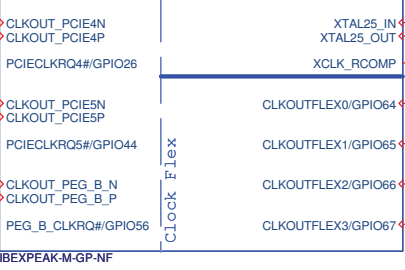 CLKOUT_PCIE4N
CLKOUT_PCIE4P
PCIECLKRQ4#/GPIO26
CLKOUT_PCIE5N
CLKOUT_PCIE5P
PCIECLKRQ5#/GPIO44
CLKOUT_PEG_B_N
CLKOUT_PEG_B_P
PEG_B_CLKRQ#/GPIO56
Clock Flex
XTAL25_IN
XTAL25_OUT
XCLK_RCOMP
CLKOUTFLEX0/GPIO64
CLKOUTFLEX1/GPIO65
CLKOUTFLEX2/GPIO66
CLKOUTFLEX3/GPIO67
IBEXPEAK-M-GP-NF